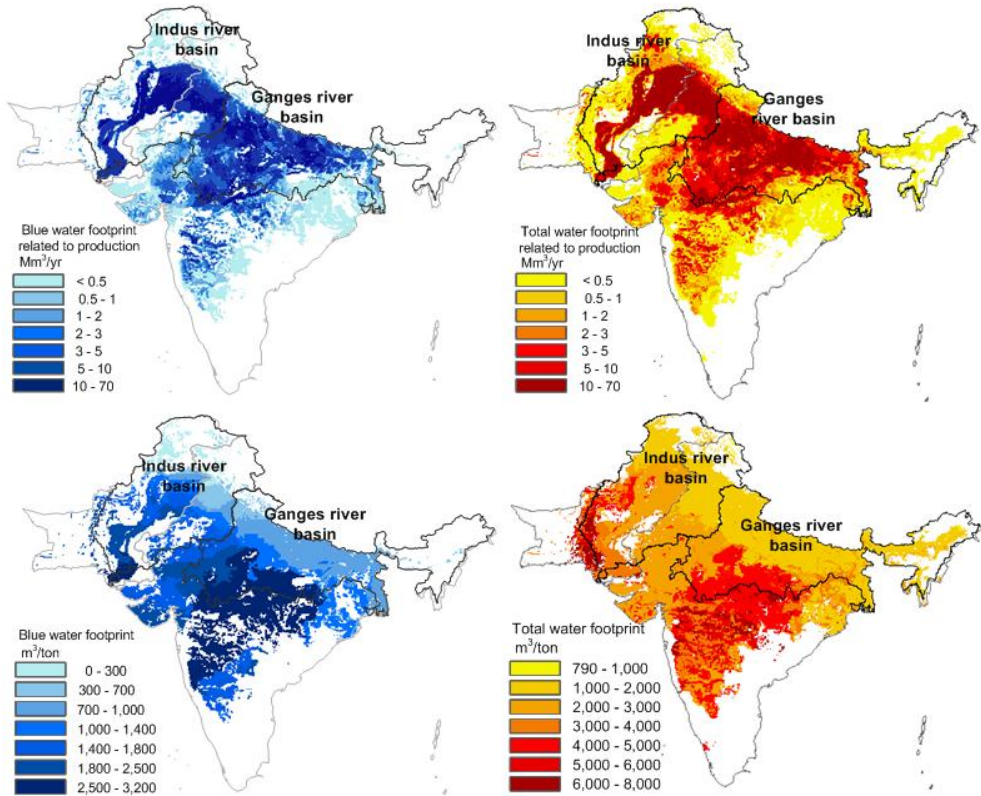 Indus river
basin
Ganges river
basin
Blue water footprint
related to production
Mm³/yr
< 0.5
0.5 - 1
1 - 2
2 - 3
3 - 5
5 - 10
10 - 70
Indus river
basin
Ganges
river basin
Total water footprint
related to production
Mm³/yr
< 0.5
0.5 - 1
1 - 2
2 - 3
3 - 5
5 - 10
10 - 70
Indus river
basin
Ganges river
basin
Blue water footprint
m³/ton
0 - 300
300 - 700
700 - 1,000
1,000 - 1,400
1,400 - 1,800
1,800 - 2,500
2,500 - 3,200
Indus river
basin
Ganges river
basin
Total water footprint
m³/ton
790 - 1,000
1,000 - 2,000
2,000 - 3,000
3,000 - 4,000
4,000 - 5,000
5,000 - 6,000
6,000 - 8,000